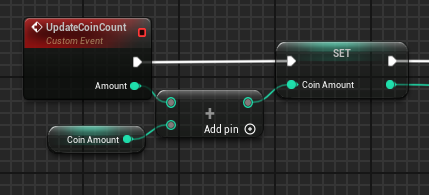 UpdateCoinCount
Custom Event
SET
Amount
Coin Amount
+
Add pin
Coin Amount